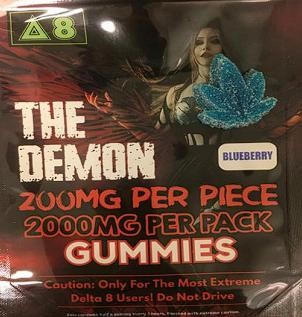 Δ8
THE
DEMON
BLUEBERRY
200MG PER PIECE
2000MG PER PACK
GUMMIES
Caution: Only For The Most Extreme
Delta 8 Users! Do Not Drive